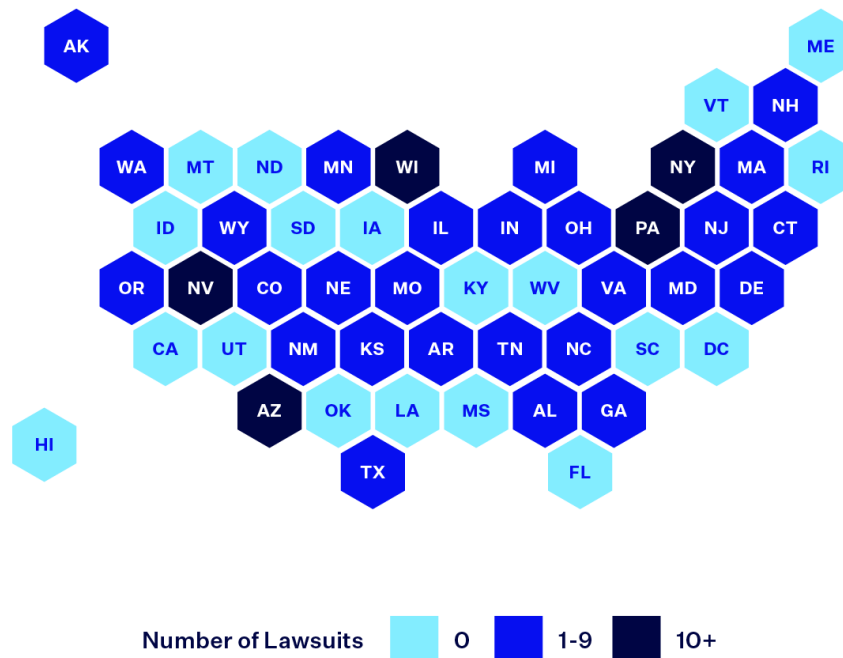 AK ME
VT NH
WA MT ND MN WI MI NY MA RI
ID WY SD IA IL IN OH PA NJ CT
OR NV CO NE MO KY WV VA MD DE
CA UT NM KS AR TN NC SC DC
AZ OK LA MS AL GA
HI
TX FL
Number of Lawsuits 0 1-9 10+